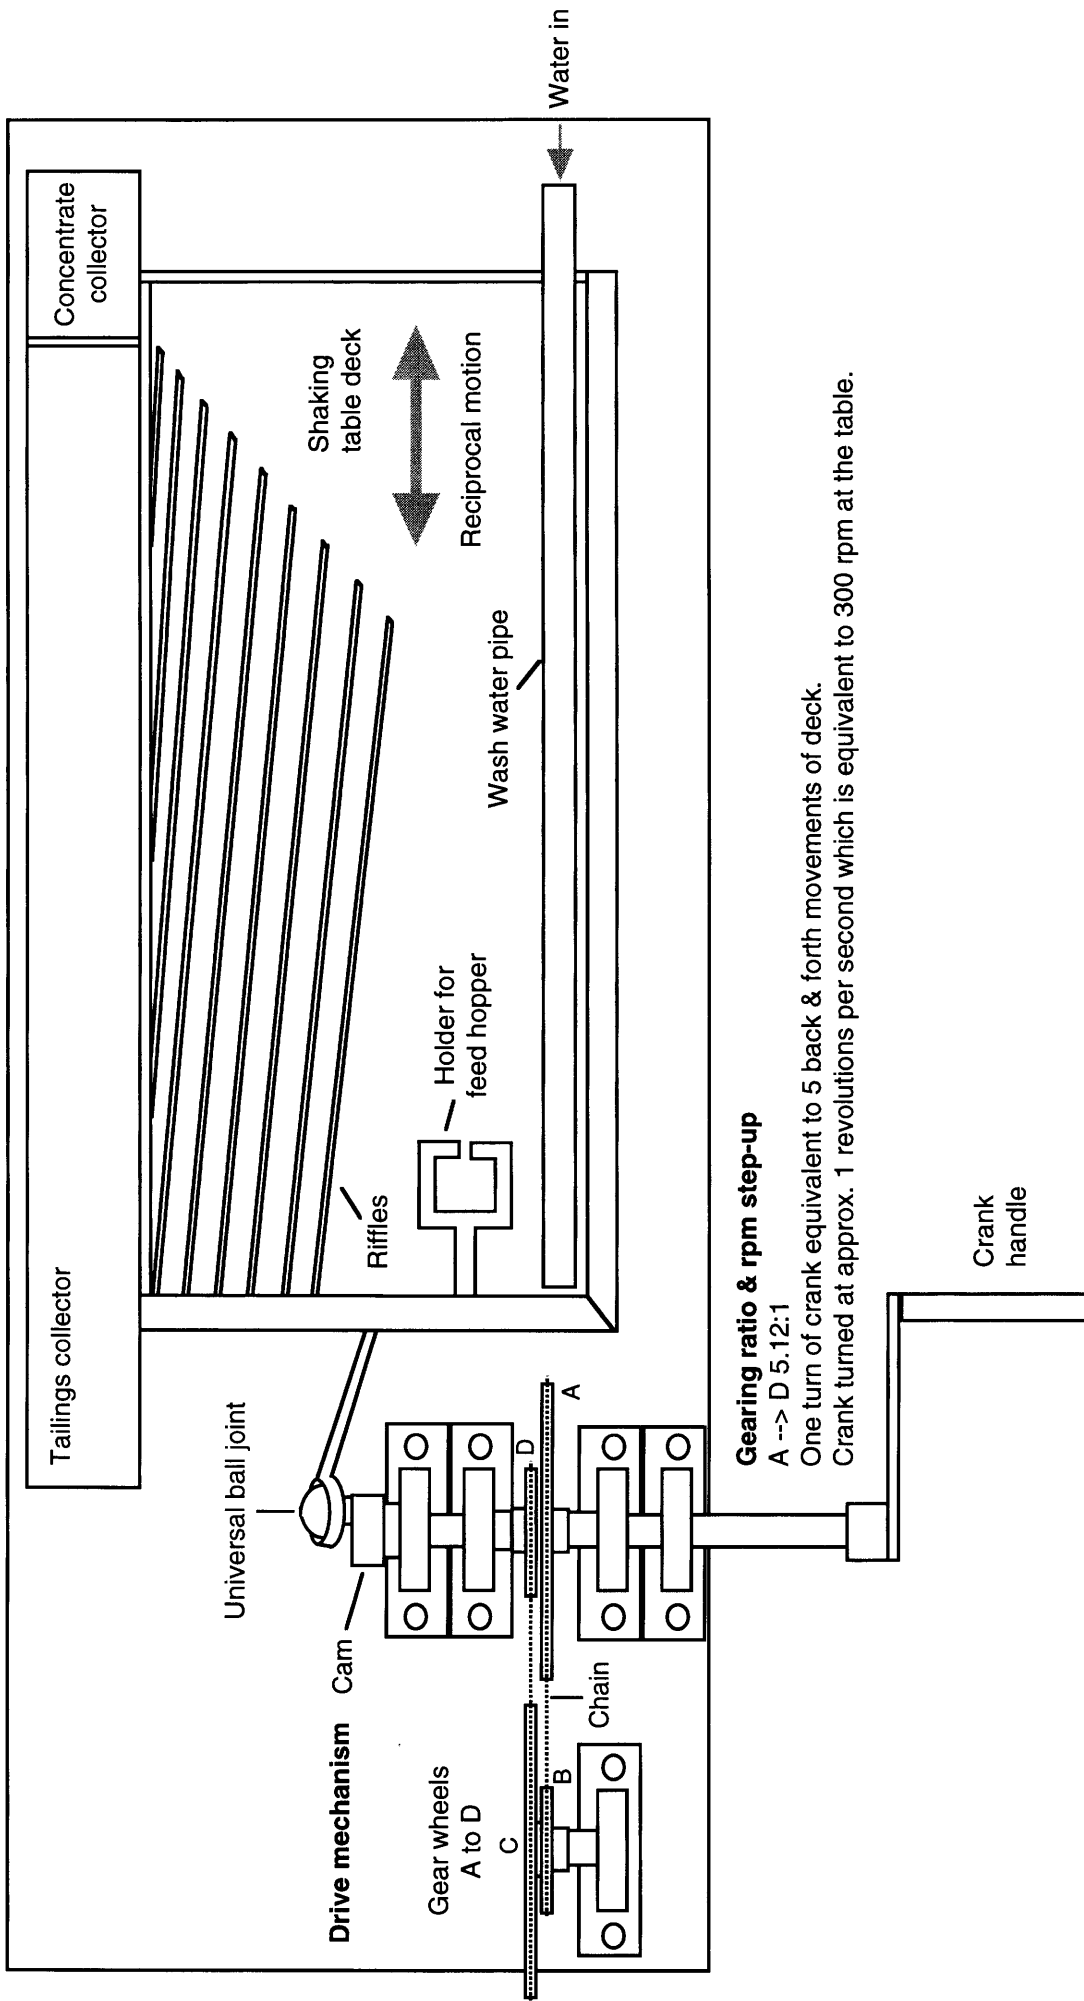 Tailings collector
Concentrate
collector
Universal ball joint
Riffles
Shaking
table deck
Reciprocal motion
Cam
Drive mechanism
Holder for
feed hopper
Wash water pipe
Water in
Gear wheels
A to D
C
D
A
B
Chain
Gearing ratio & rpm step-up
A --> D 5.12:1
One turn of crank equivalent to 5 back & forth movements of deck.
Crank turned at approx. 1 revolutions per second which is equivalent to 300 rpm at the table.
Crank
handle